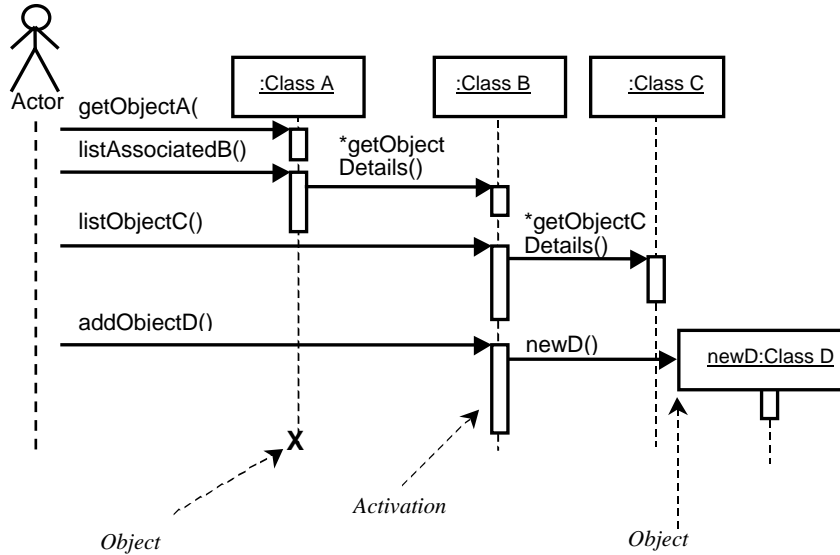 :Class A
:Class B
:Class C
Actor
getObjectA(
listAssociatedB()
*getObject
Details()
listObjectC()
*getObjectC
Details()
addObjectD()
newD()
newD:Class D
X
Activation
Object
Object